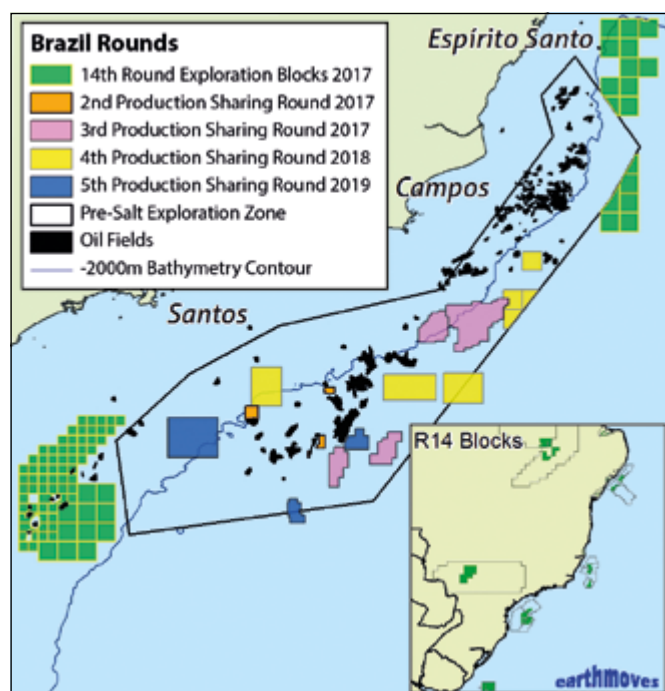 Brazil Rounds
14th Round Exploration Blocks 2017
2nd Production Sharing Round 2017
3rd Production Sharing Round 2017
4th Production Sharing Round 2018
5th Production Sharing Round 2019
Pre-Salt Exploration Zone
Oil Fields
-2000m Bathymetry Contour
Espírito Santo
Campos
Santos
R14 Blocks
earthmoves